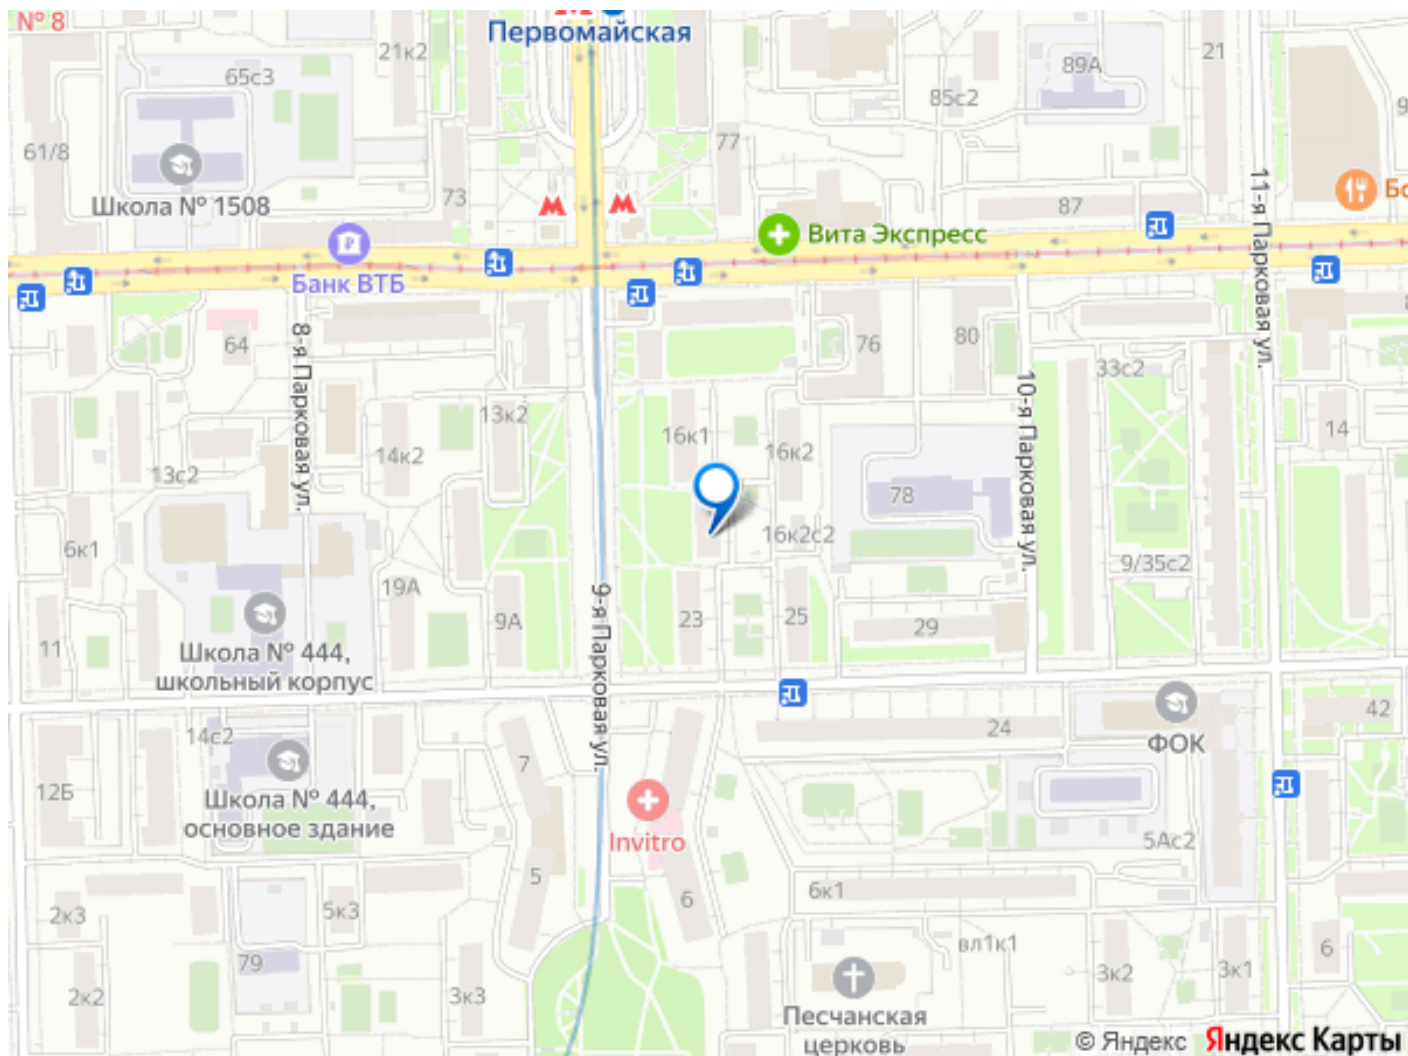 № 8
Первомайская
21к2
65с3
89А
21
85с2
61/8
77
73
Школа № 1508
87
11-я Парковая ул.
Вита Экспресс
Банк ВТБ
64
8-я Парковая ул.
76
80
33с2
10-я Парковая ул.
13к2
14
14к2
16к1
16к2
13с2
78
16к2с2
6к1
9/35с2
19А
9-я Парковая ул.
9А
23
25
29
11
Школа № 444,
школьный корпус
14с2
24
42
ФОК
7
12Б
Школа № 444,
основное здание
Invitro
5Ас2
5
6
6к1
2к3
5к3
вл1к1
6
79
3к2
3к1
2к2
3к3
Песчанская
церковь
© Яндекс Яндекс Карты